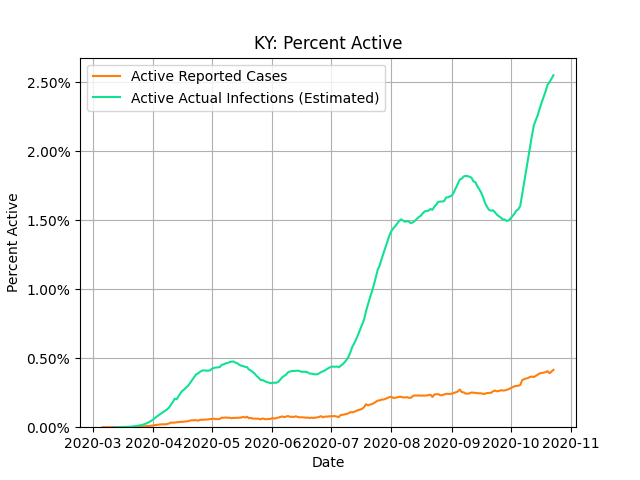 KY: Percent Active
Active Reported Cases
Active Actual Infections (Estimated)
Percent Active
2.50%
2.00%
1.50%
1.00%
0.50%
0.00%
2020-03 2020-04 2020-05 2020-06 2020-07 2020-08 2020-09 2020-10 2020-11
Date